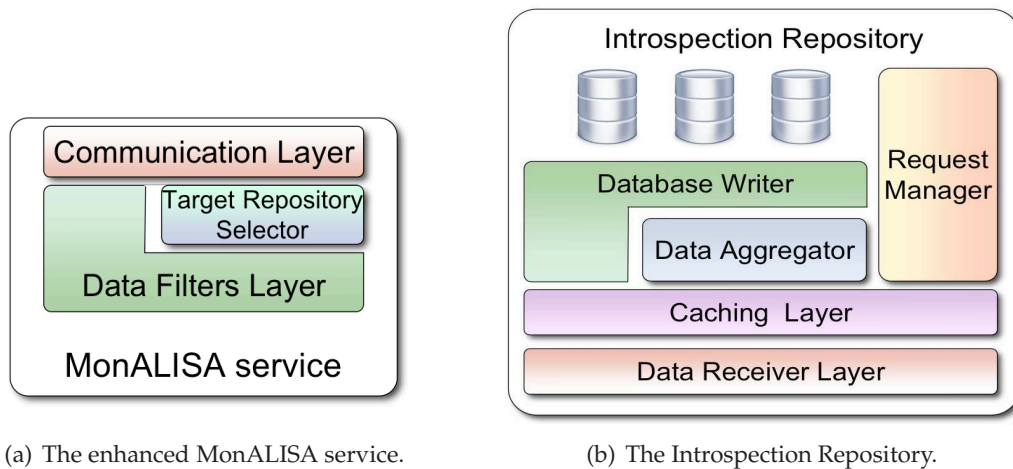 Communication Layer
Target Repository
Selector
Data Filters Layer
MonALISA service
(a) The enhanced MonALISA service.
Introspection Repository
Request
Manager
Database Writer
Data Aggregator
Caching Layer
Data Receiver Layer
(b) The Introspection Repository.